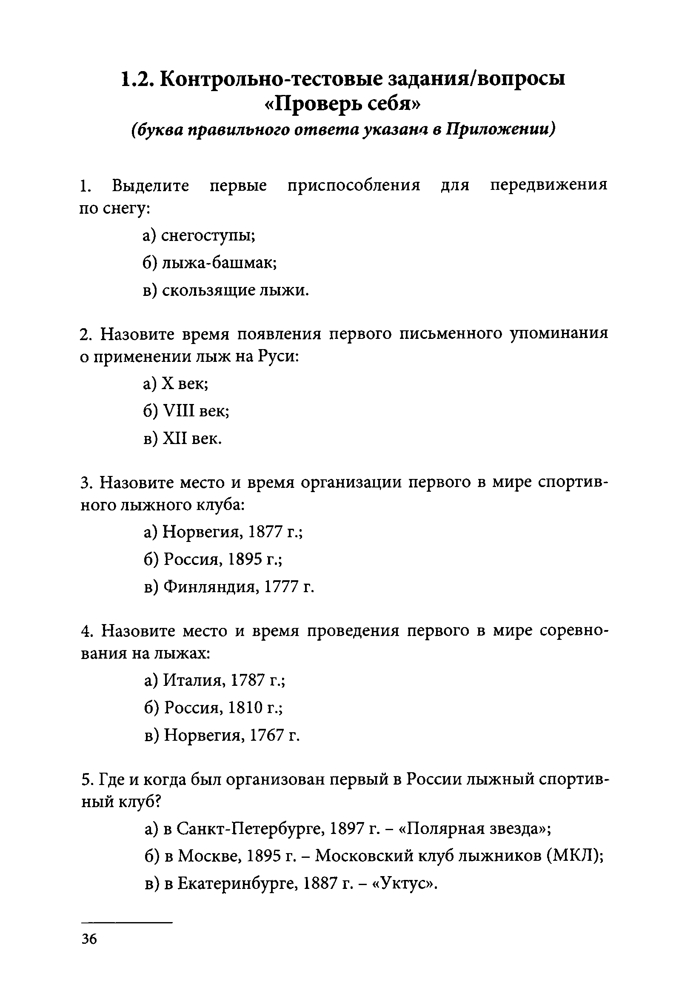 1.2. Контрольно-тестовые задания/вопросы
«Проверь себя»
(буква правильного ответа указана в Приложении)
1. Выделите первые приспособления для передвижения
по снегу:
а) снегоступы;
б) лыжа-башмак;
в) скользящие лыжи.
2. Назовите время появления первого письменного упоминания
о применении лыж на Руси:
а) X век;
б) VIII век;
в) XII век.
3. Назовите место и время организации первого в мире спортив-
ного лыжного клуба:
а) Норвегия, 1877 г.;
б) Россия, 1895 г.;
в) Финляндия, 1777 г.
4. Назовите место и время проведения первого в мире соревно-
вания на лыжах:
а) Италия, 1787 г.;
б) Россия, 1810 г.;
в) Норвегия, 1767 г.
5. Где и когда был организован первый в России лыжный спортив-
ный клуб?
а) в Санкт-Петербурге, 1897 г. – «Полярная звезда»;
б) в Москве, 1895 г. – Московский клуб лыжников (МКЛ);
в) в Екатеринбурге, 1887 г. – «Уктус».
36